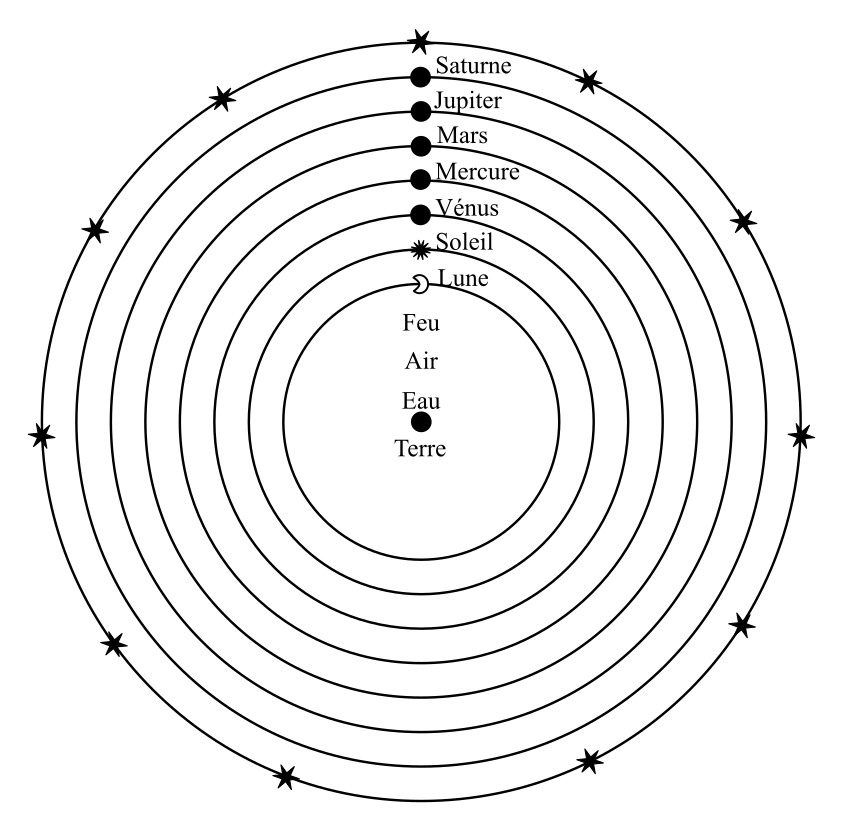 Saturne
Jupiter
Mars
Mercure
Vénus
Soleil
Lune
Feu
Air
Eau
Terre